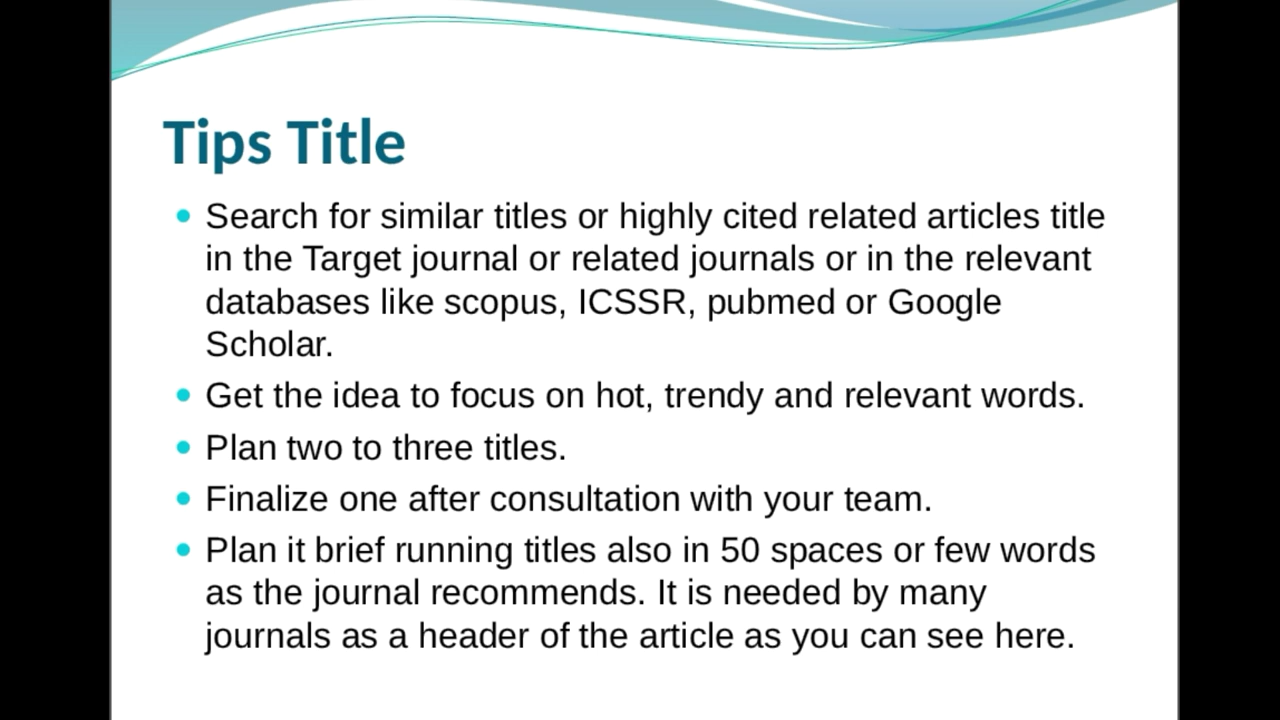 Tips Title
Search for similar titles or highly cited related articles title
in the Target journal or related journals or in the relevant
databases like scopus, ICSSR, pubmed or Google
Scholar.
Get the idea to focus on hot, trendy and relevant words.
Plan two to three titles.
Finalize one after consultation with your team.
Plan it brief running titles also in 50 spaces or few words
as the journal recommends. It is needed by many
journals as a header of the article as you can see here.